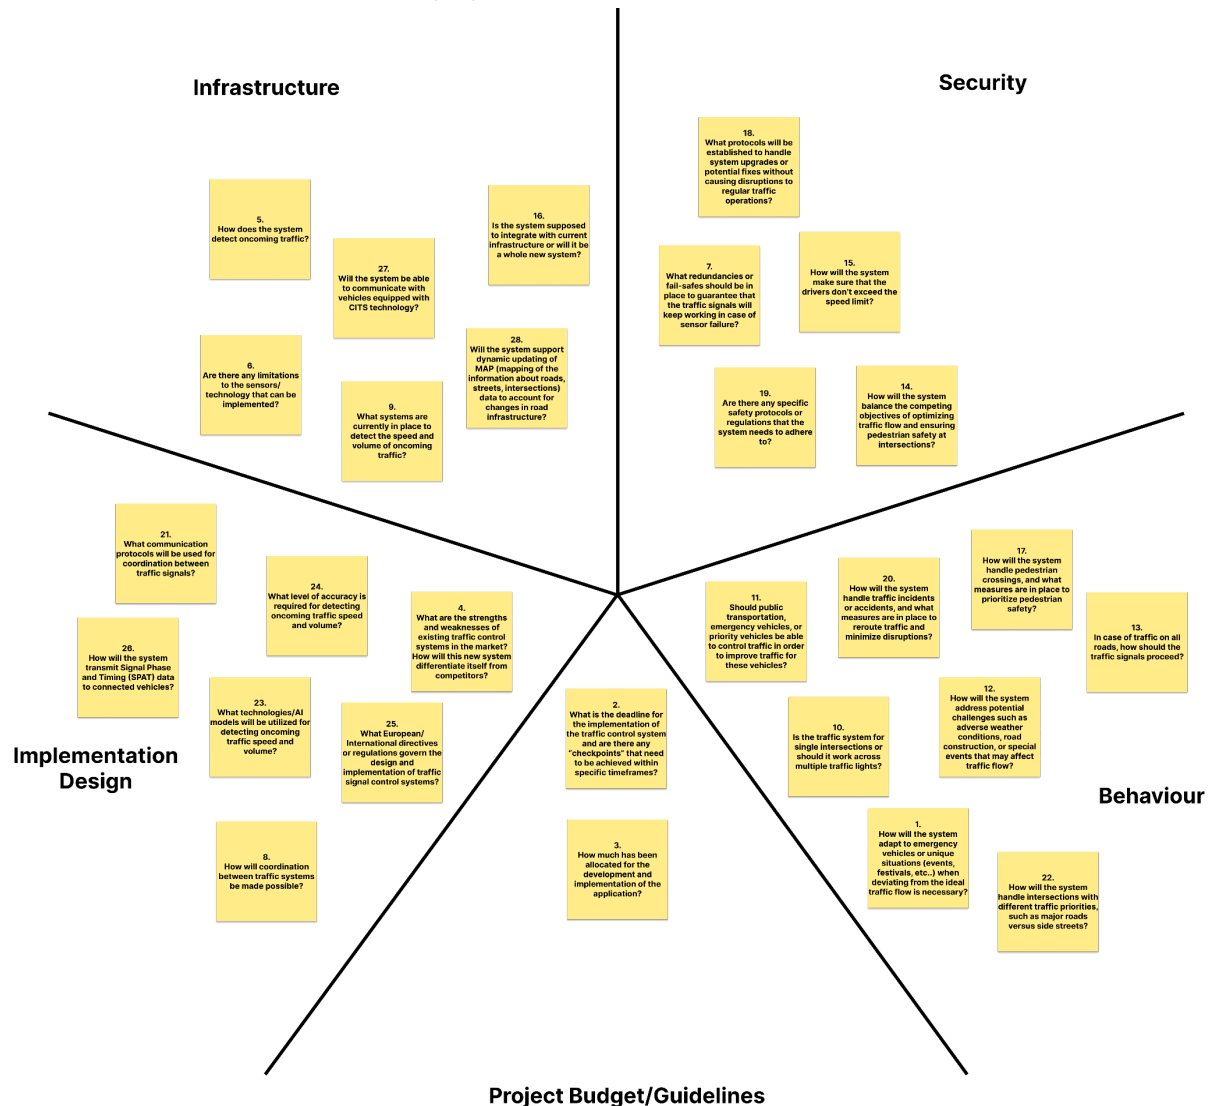 Infrastructure
5.
How does the system
detect oncoming traffic?
16.
Is the system supposed
to integrate with current
infrastructure or will it be
a whole new system?
27.
Will the system be able
to communicate with
vehicles equipped with
CITS technology?
6.
Are there any limitations
to the sensors/
technology that can be
implemented?
28.
Will the system support
dynamic updating of
MAP (mapping of the
information about roads,
streets, intersections)
data to account for
changes in road
infrastructure?
9.
What systems are
currently in place to
detect the speed and
volume of oncoming
traffic?
Security
18.
What protocols will be
established to handle
system upgrades or
potential fixes without
causing disruptions to
regular traffic
operations?
7.
What redundancies or
fail-safes should be in
place to guarantee that
the traffic signals will
keep working in case of
sensor failure?
15.
How will the system
make sure that the
drivers don't exceed the
speed limit?
19.
Are there any specific
safety protocols or
regulations that the
system needs to adhere
to?
14.
How will the system
balance the competing
objectives of optimizing
traffic flow and ensuring
pedestrian safety at
intersections?
Implementation
Design
21.
What communication
protocols will be used for
coordination between
traffic signals?
24.
What level of accuracy is
required for detecting
oncoming traffic speed
and volume?
4.
What are the strengths
and weaknesses of
existing traffic control
systems in the market?
How will this new system
differentiate itself from
competitors?
26.
How will the system
transmit Signal Phase
and Timing (SPAT) data
to connected vehicles?
23.
What technologies/AI
models will be utilized for
detecting oncoming
traffic speed and
volume?
25.
What European/
International directives
or regulations govern the
design and
implementation of traffic
signal control systems?
8.
How will coordination
between traffic systems
be made possible?
2.
What is the deadline for
the implementation of
the traffic control system
and are there any
"checkpoints" that need
to be achieved within
specific timeframes?
3.
How much has been
allocated for the
development and
implementation of the
application?
Project Budget/Guidelines
Behaviour
11.
Should public
transportation,
emergency vehicles, or
priority vehicles be able
to control traffic in order
to improve traffic for
these vehicles?
20.
How will the system
handle traffic incidents
or accidents, and what
measures are in place to
reroute traffic and
minimize disruptions?
17.
How will the system
handle pedestrian
crossings, and what
measures are in place to
prioritize pedestrian
safety?
13.
In case of traffic on all
roads, how should the
traffic signals proceed?
10.
Is the traffic system for
single intersections or
should it work across
multiple traffic lights?
12.
How will the system
address potential
challenges such as
adverse weather
conditions, road
construction, or special
events that may affect
traffic flow?
1.
How will the system
adapt to emergency
vehicles or unique
situations (events,
festivals, etc..) when
deviating from the ideal
traffic flow is necessary?
22.
How will the system
handle intersections with
different traffic priorities,
such as major roads
versus side streets?